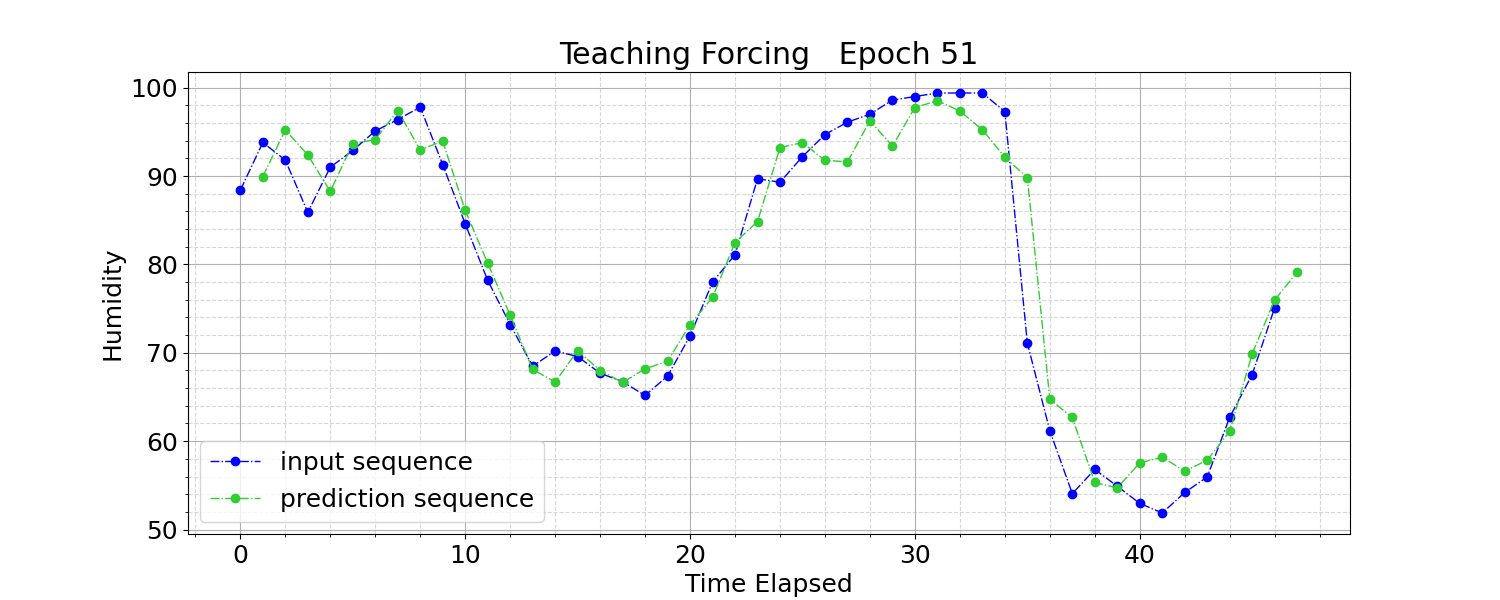 Teaching Forcing   Epoch 51
100
90
80
70
60
50
Humidity
input sequence
prediction sequence
0 10 20 30 40
Time Elapsed